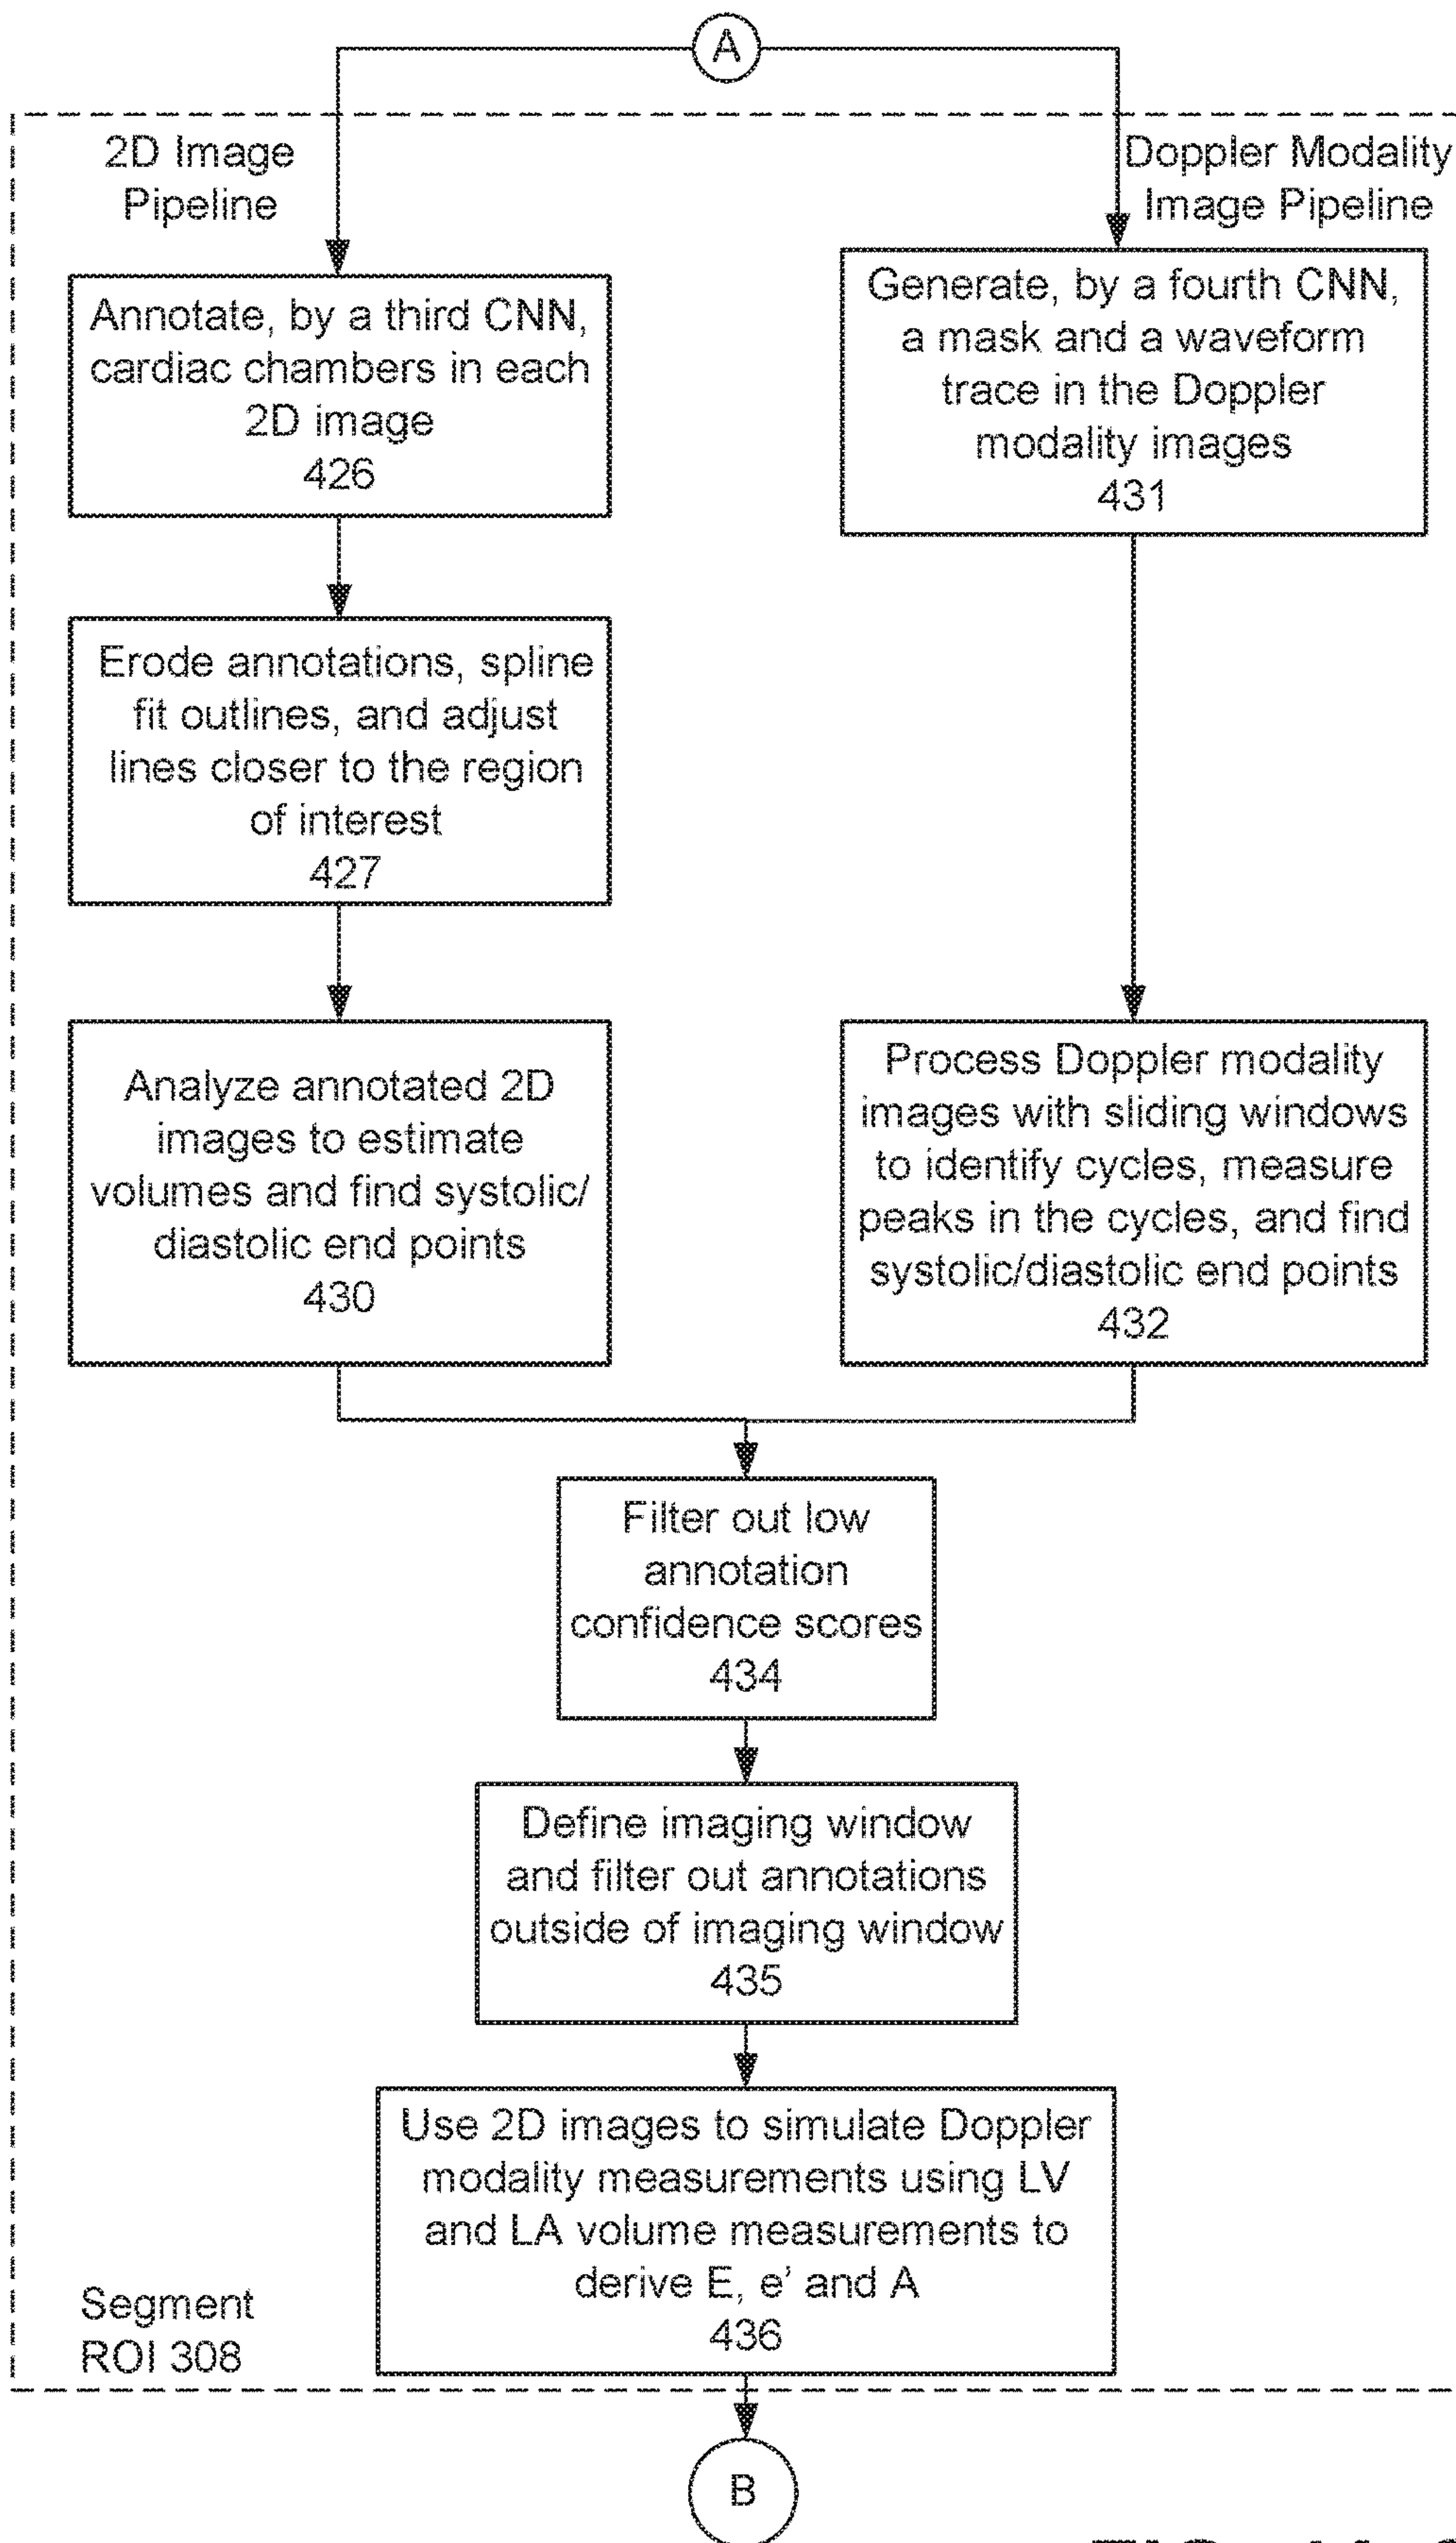 A
2D Image
Pipeline
Doppler Modality
Image Pipeline
Annotate, by a third CNN,
cardiac chambers in each
2D image
426
Generate, by a fourth CNN,
a mask and a waveform
trace in the Doppler
modality images
431
Erode annotations, spline
fit outlines, and adjust
lines closer to the region
of interest
427
Analyze annotated 2D
images to estimate
volumes and find systolic/
diastolic end points
430
Process Doppler modality
images with sliding windows
to identify cycles, measure
peaks in the cycles, and find
systolic/diastolic end points
432
Filter out low
annotation
confidence scores
434
Define imaging window
and filter out annotations
outside of imaging window
435
Use 2D images to simulate Doppler
modality measurements using LV
and LA volume measurements to
derive E, e’ and A
436
Segment
ROI 308
B